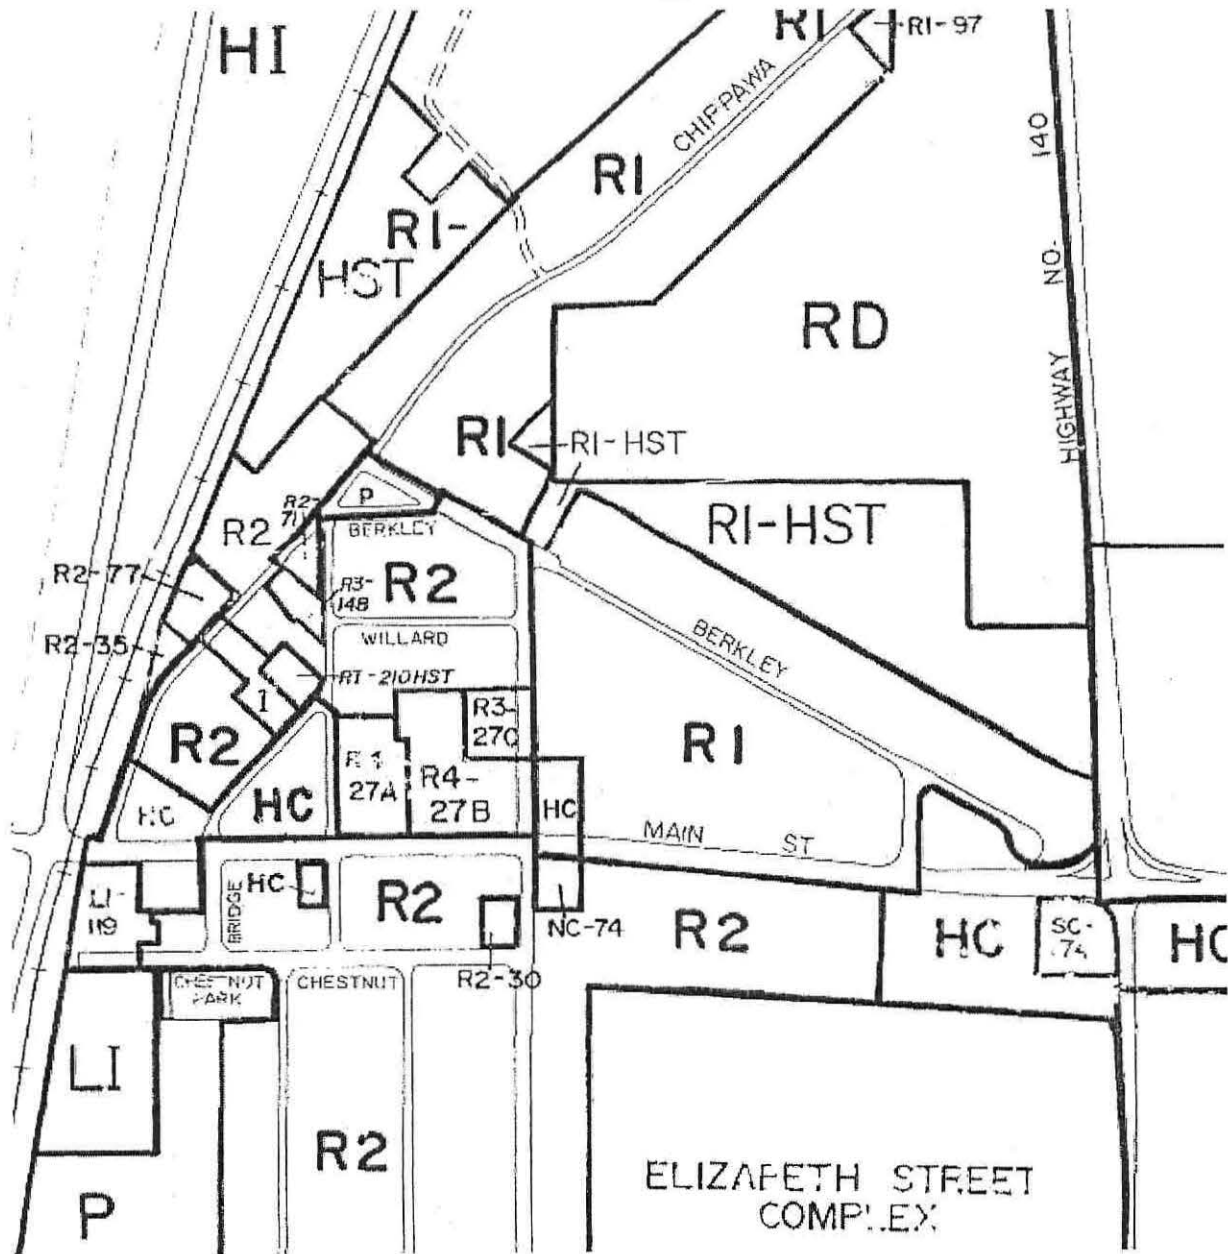 HI
RI
RI-97
CHIPPAWA
RI
HIGHWAY NO. 140
RI-
HST
RD
RI
RI-HST
P
R2-
71
R2
BERKLEY
RI-HST
R2-77
R3-
148
R2
WILLARD
BERKLEY
R2-35
RT-210HST
I
R2
R3-
27C
R1
27A
R4-
27B
HC
HC
HC
MAIN ST
LI-
119
BRIDGE
HC
R2
NC-74
R2
HC
SC-
74
HC
R2-30
CHESTNUT
PARK
CHESTNUT
LI
R2
P
ELIZABETH STREET
COMPLEX